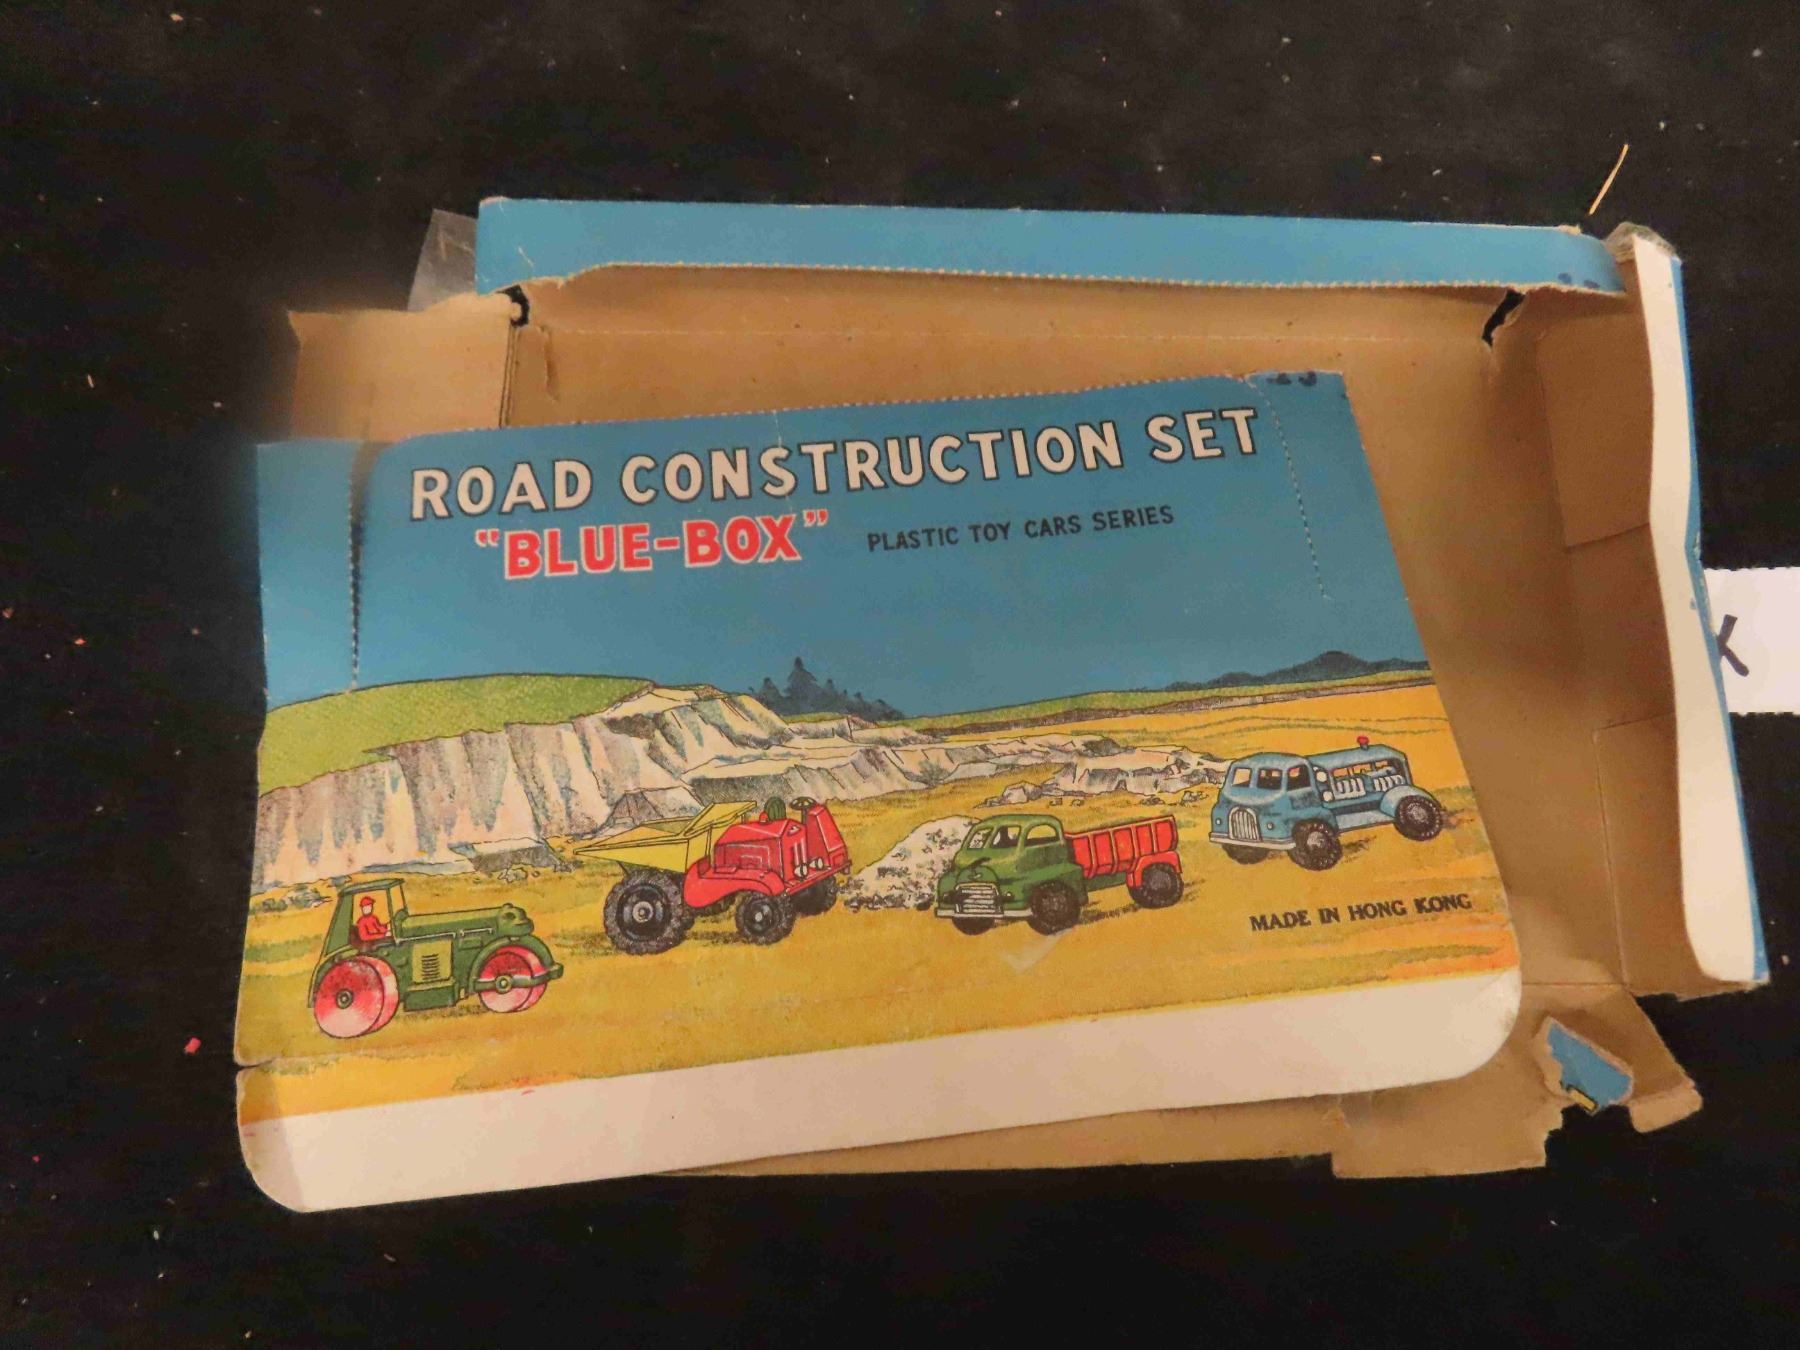 ROAD CONSTRUCTION SET
"BLUE-BOX" PLASTIC TOY CARS SERIES
MADE IN HONG KONG